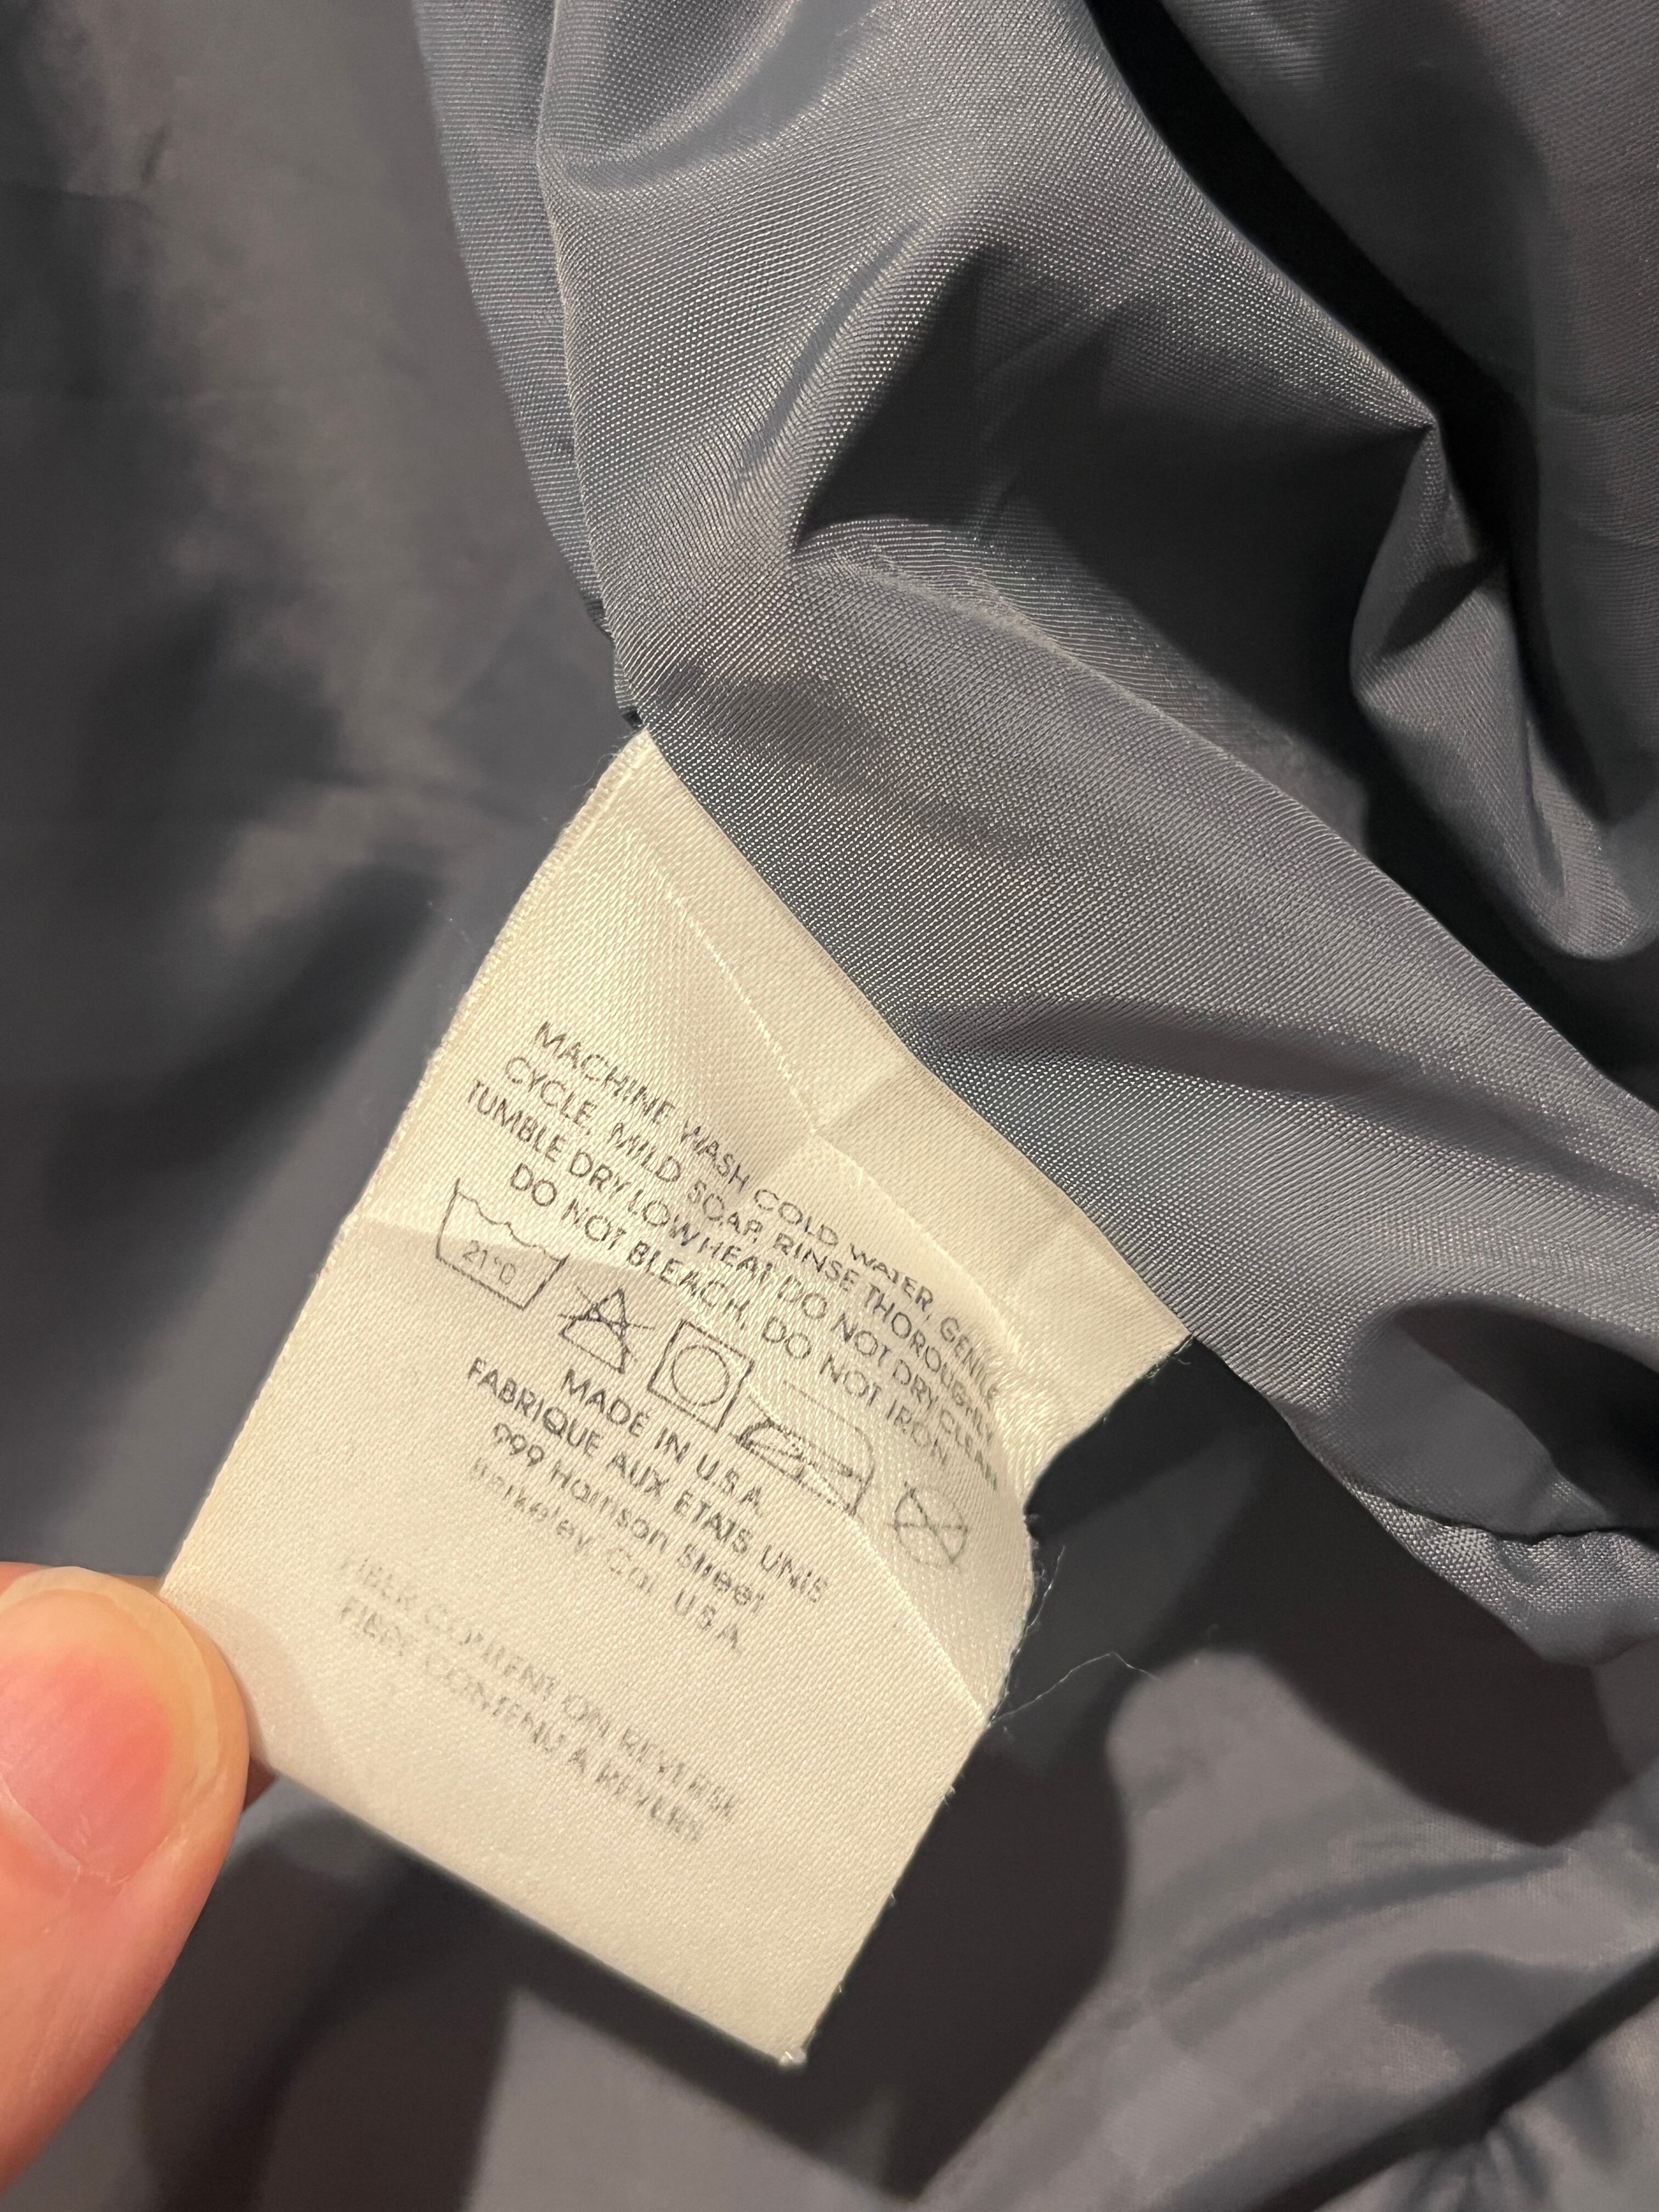 MACHINE WASH COLD WATER, GENTLE
CYCLE, MILD SOAP, RINSE THOROUGHLY
TUMBLE DRY LOW HEAT DO NOT DRY CLEAN
DO NOT BLEACH, DO NOT IRON
21°C
MADE IN U.S.A.
FABRIQUE AUX ETATS UNIS
999 Harrison Street
Berkeley, Cal. U.S.A.
FIBER CONTENT ON REVERSE
FIBRE CONTENU A REVERS